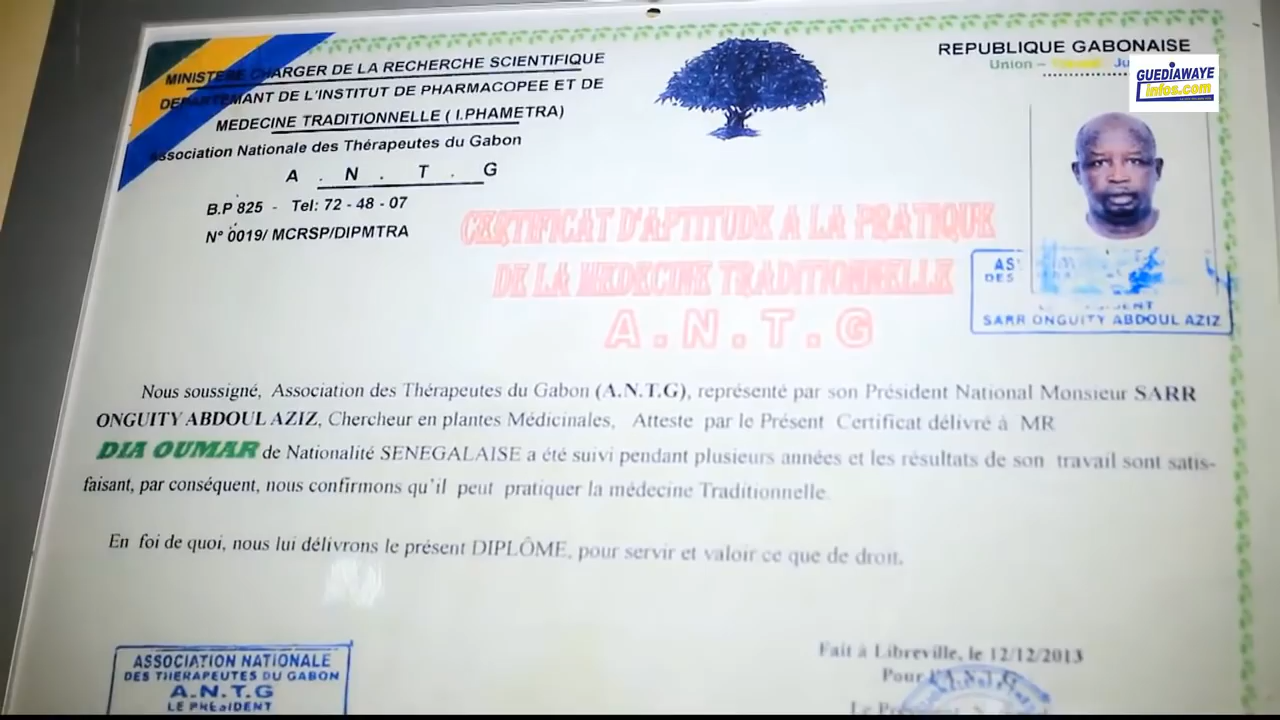 MINISTERE CHARGER DE LA RECHERCHE SCIENTIFIQUE
DEPARTEMANT DE L'INSTITUT DE PHARMACOPEE ET DE
MEDECINE TRADITIONNELLE ( I.PHAMETRA)
Association Nationale des Thérapeutes du Gabon
A . N . T . G
B.P 825 - Tel: 72 - 48 - 07
N° 0019/ MCRSP/DIPMTRA
REPUBLIQUE GABONAISE
Union –
GUEDIAWAYE
infos.com
CERTIFICAT D'APTITUDE A LA PRATIQUE
DE LA MEDECINE TRADITIONNELLE
A . N . T . G
DES
SARR ONGUITY ABDOUL AZIZ
Nous soussigné, Association des Thérapeutes du Gabon (A.N.T.G), représenté par son Président National Monsieur SARR
ONGUITY ABDOUL AZIZ, Chercheur en plantes Médicinales, Atteste par le Présent Certificat délivré à MR
DIA OUMAR de Nationalité SENEGALAISE a été suivi pendant plusieurs années et les résultats de son travail sont satis-
faisant, par conséquent, nous confirmons qu'il peut pratiquer la médecine Traditionnelle
En foi de quoi, nous lui délivrons le présent DIPLÔME, pour servir et valoir ce que de droit.
Fait à Libreville, le 12/12/2013
Pour l'A.N.T.G
ASSOCIATION NATIONALE
DES THERAPEUTES DU GABON
A.N.T.G
LE PRESIDENT